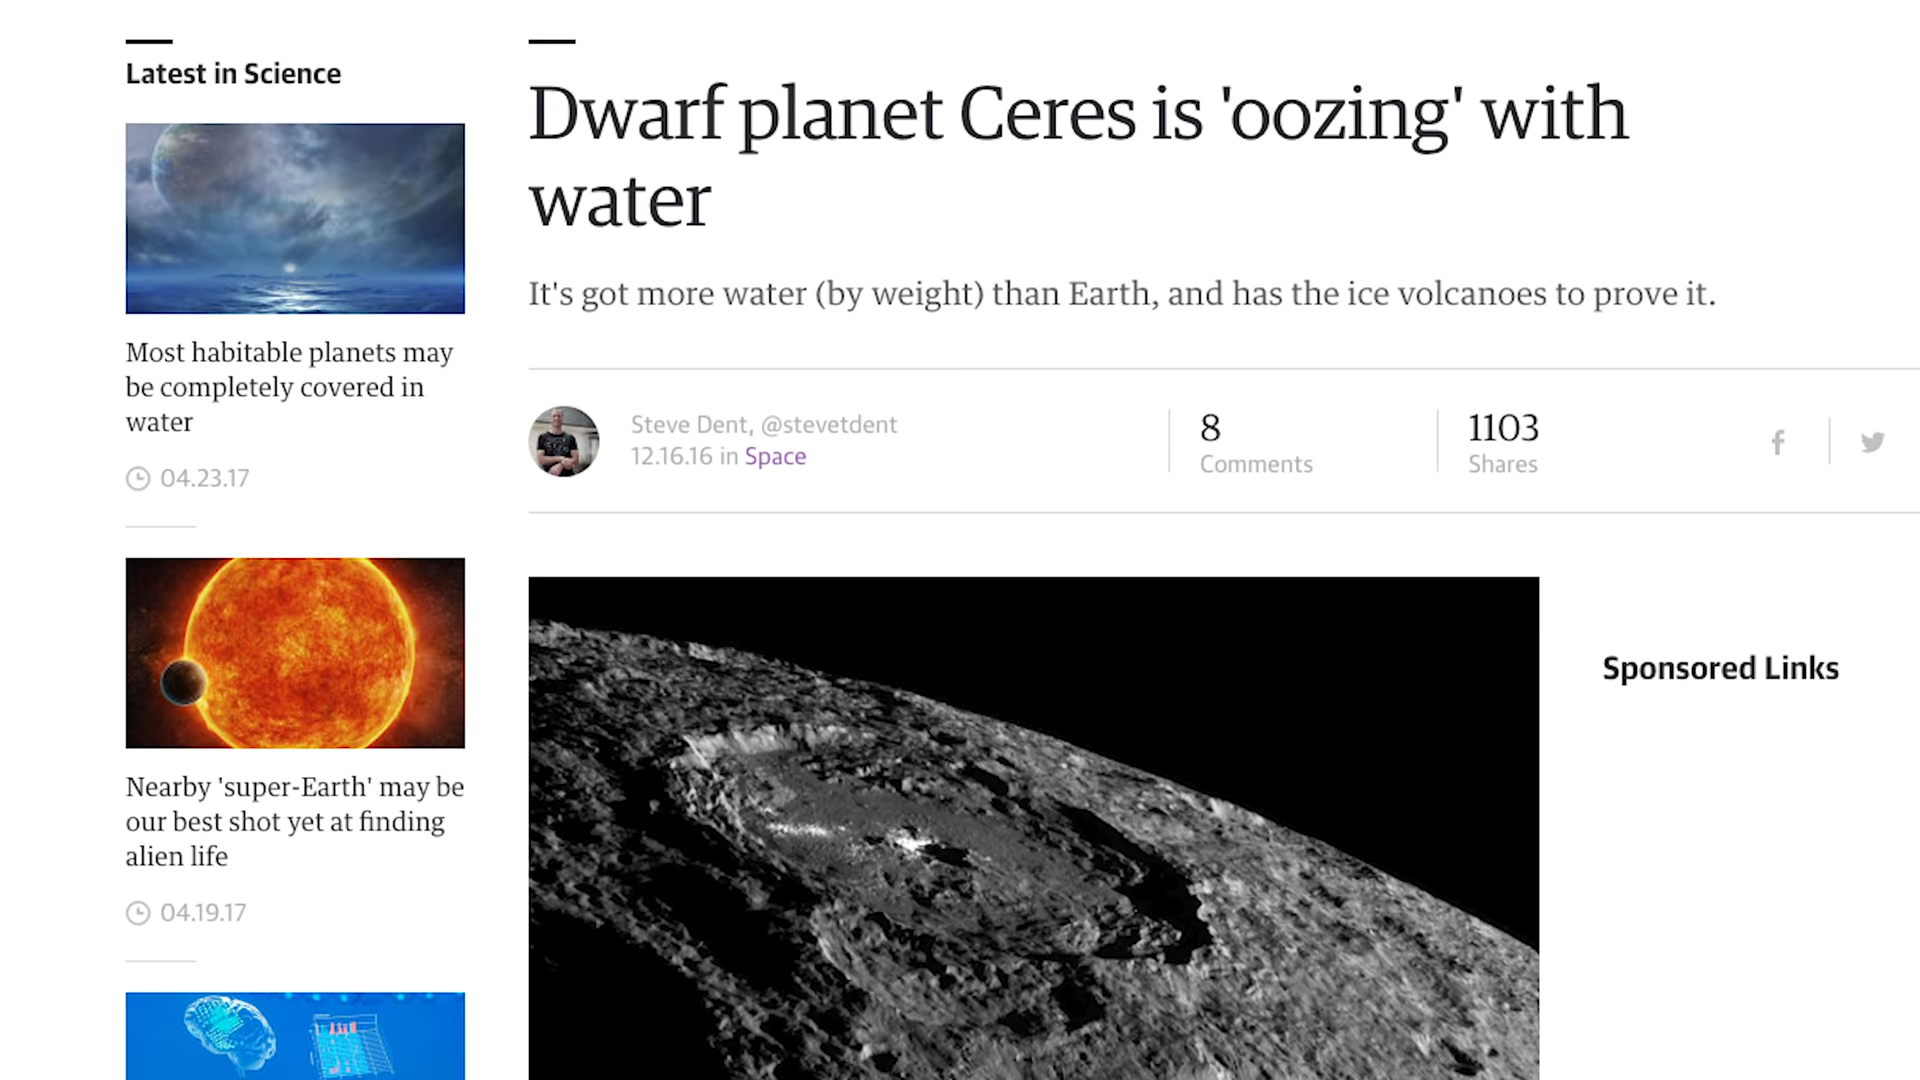 Latest in Science
Most habitable planets may
be completely covered in
water
04.23.17
Nearby 'super-Earth' may be
our best shot yet at finding
alien life
04.19.17
Dwarf planet Ceres is 'oozing' with
water
It's got more water (by weight) than Earth, and has the ice volcanoes to prove it.
Steve Dent, @stevetdent
12.16.16 in Space
8
Comments
1103
Shares
Sponsored Links